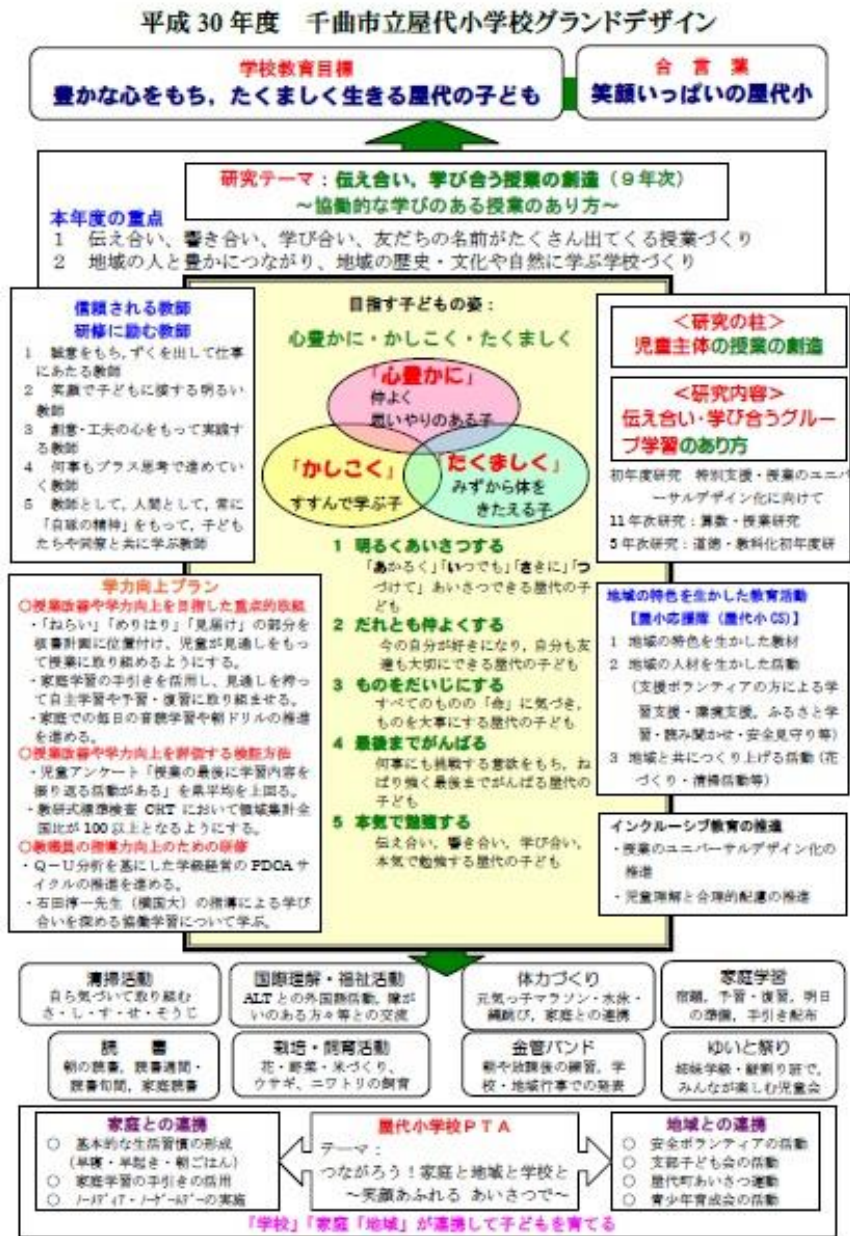 平成30年度　千曲市立屋代小学校グランドデザイン
学校教育目標
豊かな心をもち，たくましく生きる屋代の子ども
合 言 葉
笑顔いっぱいの屋代小
研究テーマ：伝え合い，学び合う授業の創造（９年次）
～協働的な学びのある授業のあり方～
本年度の重点
1　伝え合い、響き合い、学び合い、友だちの名前がたくさん出てくる授業づくり
2　地域の人と豊かにつながり、地域の歴史・文化や自然に学ぶ学校づくり
信頼される教師
研修に励む教師
1　誠意をもち，ずくを出して仕事
にあたる教師
2　笑顔で子どもに接する明るい
教師
3　創意・工夫の心をもって実践す
る教師
4　何事もプラス思考で進めてい
く教師
5　教師として，人間として，常に
「自琢の精神」をもって，子ども
たちや同僚と共に学ぶ教師
学力向上プラン
○授業改善や学力向上を目指した重点的取組
・「ねらい」「めりはり」「見届け」の部分を
板書計画に位置付け，児童が見通しをもっ
て授業に取り組めるようにする。
・家庭学習の手引きを活用し，見通しを持って
自主学習や予習・復習に取り組ませる。
・家庭での毎日の音読学習や朝ドリルの推進
を進める。
○授業改善や学力向上を評価する検証方法
・児童アンケート「授業の最後に学習内容を
振り返る活動がある」を県平均を上回る。
・教研式標準検査 CRT において領域集計全
国比が100以上となるようにする。
○教職員の指導力向上のための研修
・Q－U分析を基にした学級経営のPDCAサ
イクルの推進を進める。
・石田淳一先生（横国大）の指導による学び
合いを深める協働学習について学ぶ。
目指す子どもの姿：
心豊かに・かしこく・たくましく
「心豊かに」
仲よく
思いやりのある子
「かしこく」
すすんで学ぶ子
「たくましく」
みずから体を
きたえる子
1　明るくあいさつする
「あかるく」「いつでも」「さきに」「つ
づけて」あいさつできる屋代の子ど
も
2　だれとも仲よくする
今の自分が好きになり，自分も友
達も大切にできる屋代の子ども
3　ものをだいじにする
すべてのものの「命」に気づき，
ものを大事にする屋代の子ども
4　最後までがんばる
何事にも挑戦する意欲をもち，ね
ばり強く最後までがんばる屋代の
子ども
5　本気で勉強する
伝え合い，響き合い，学び合い，
本気で勉強する屋代の子ども
＜研究の柱＞
児童主体の授業の創造
＜研究内容＞
伝え合い・学び合うグルー
プ学習のあり方
初年度研究　特別支援・授業のユニバ
ーサルデザイン化に向けて
11年次研究：算数・授業研究
5年次研究：道徳・教科化初年度研
地域の特色を生かした教育活動
応援隊（屋代小CS）】
1　地域の特色を生かした教材
2　地域の人材を生かした活動
（支援ボランティアの方による学
習支援・環境支援，ふるさと学
習・読み聞かせ・安全見守り等）
3　地域と共につくり上げる活動（花
づくり・清掃活動等）
インクルーシブ教育の推進
・授業のユニバーサルデザイン化の
推進
・児童理解と合理的配慮の推進
清掃活動
自ら気づいて取り組む
さ・し・す・せ・そうじ
国際理解・福祉活動
ALTとの外国語活動，障が
いのある方々等との交流
体力づくり
元気っ子マラソン・水泳・
縄跳び，家庭との連携
家庭学習
宿題，予習・復習，明日
の準備，手引き配布
読　書
朝の読書，読書週間・
読書旬間，家庭読書
栽培・飼育活動
花・野菜・米づくり，
ウサギ，ニワトリの飼育
金管バンド
朝や放課後の練習，学
校・地域行事での発表
ゆいと祭り
姉妹学級・縦割り班で，
みんなが楽しむ児童会
家庭との連携
○　基本的な生活習慣の形成
（早寝・早起き・朝ごはん）
○　家庭学習の手引きの活用
○　ノーメディア・ノーゲームデーの実施
屋代小学校ＰＴＡ
テーマ：
つながろう！家庭と地域と学校と
～笑顔あふれる あいさつで～
地域との連携
○　安全ボランティアの活動
○　支部子ども会の活動
○　屋代町あいさつ運動
○　青少年育成会の活動
「学校」「家庭「地域」が連携して子どもを育てる